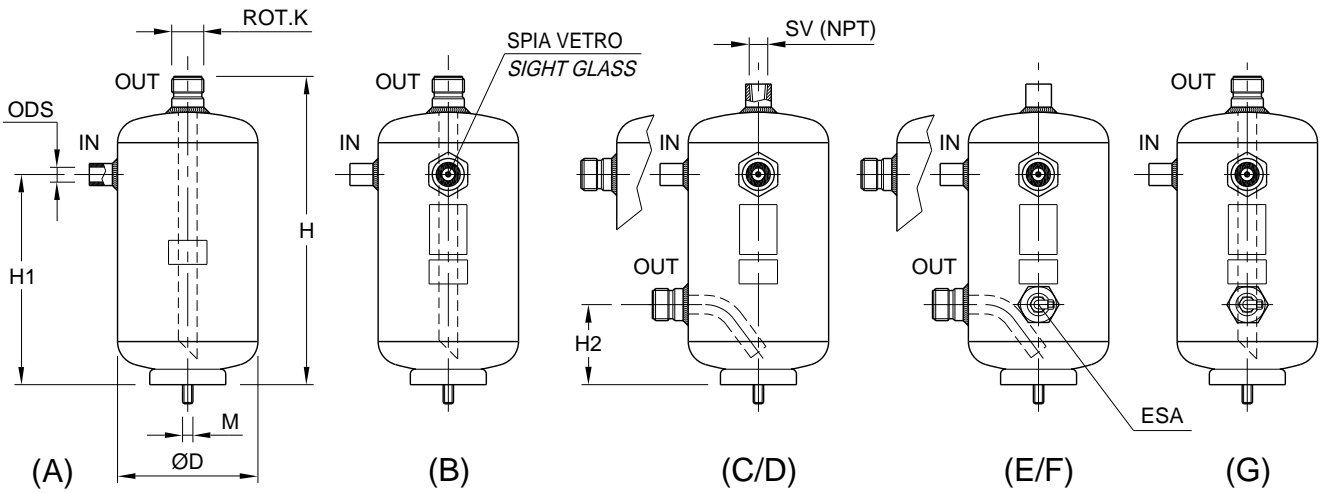 ROT.K
OUT
ODS
IN
H1
H
M
ØD
(A)
SPIA VETRO
SIGHT GLASS
OUT
IN
(B)
SV (NPT)
IN
OUT
H2
(C/D)
IN
OUT
ESA
(E/F)
OUT
IN
(G)